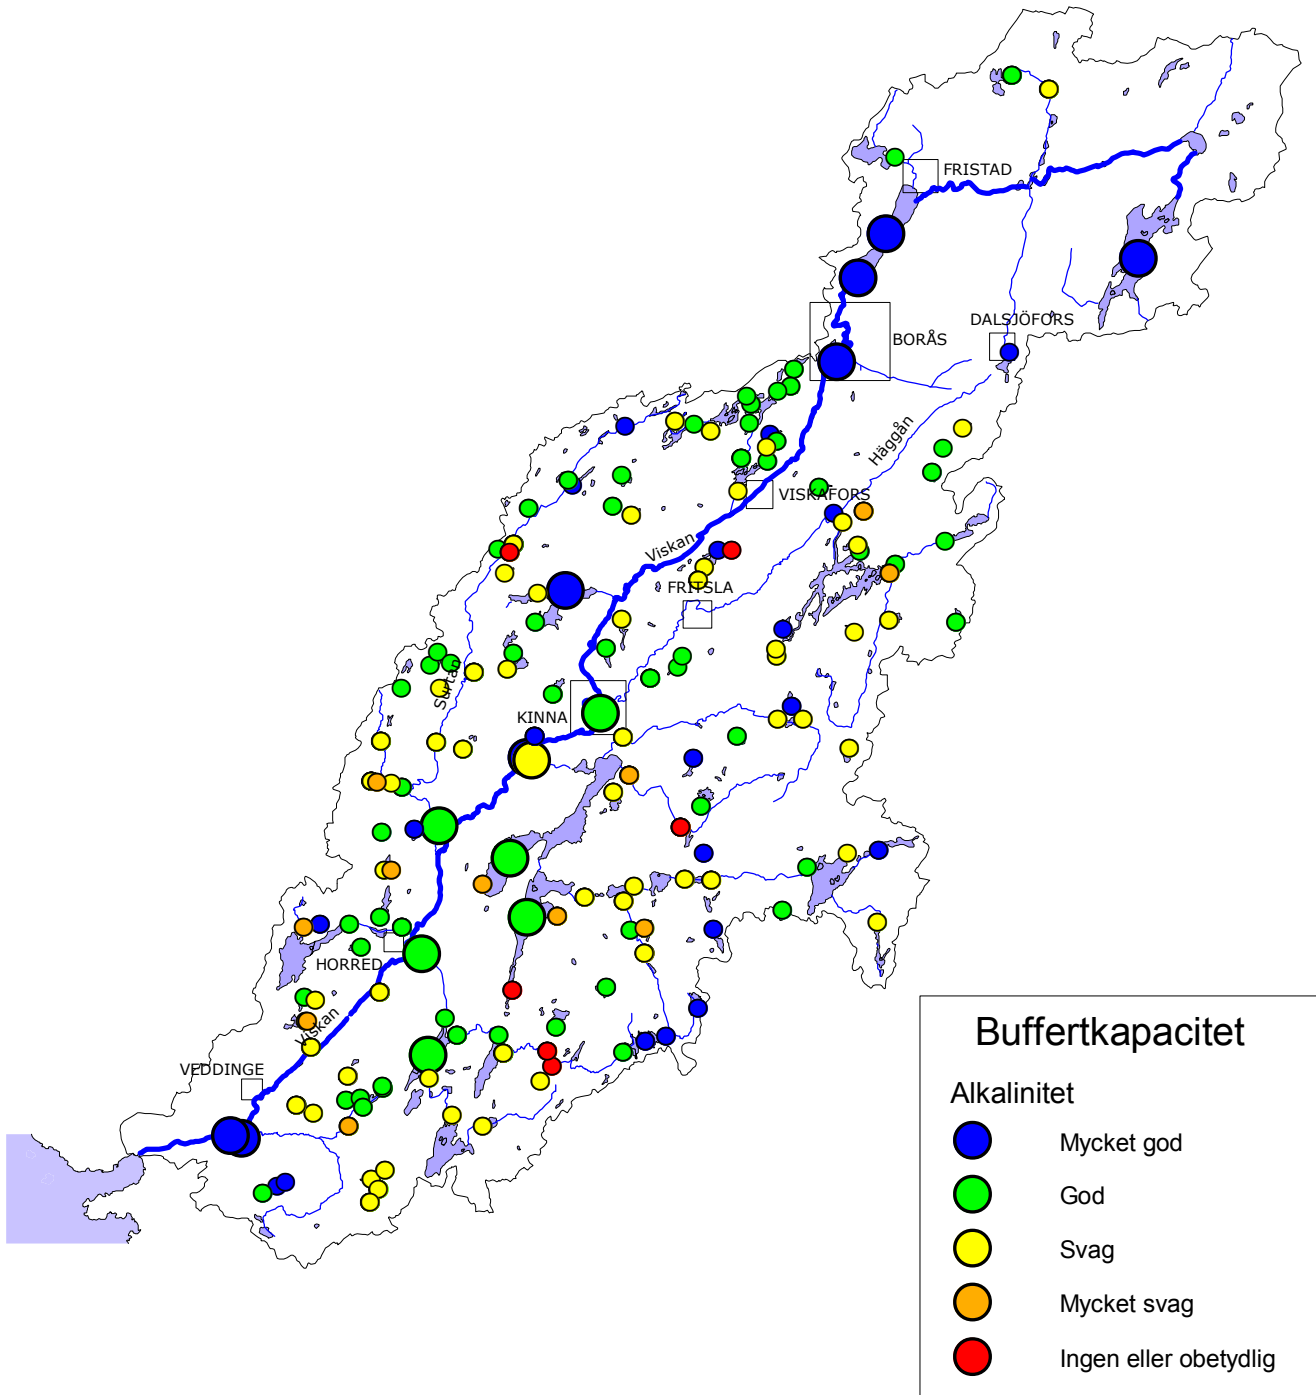 FRISTAD
DALSJÖFORS
BORÅS
Häggån
VISKAFORS
Viskan
FRITSLA
Surtan
KINNA
HORRED
Viskan
VEDDINGE
Buffertkapacitet
Alkalinitet
Mycket god
God
Svag
Mycket svag
Ingen eller obetydlig